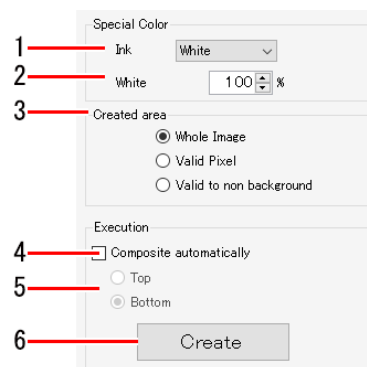 Special Color
1 Ink White
2 White 100 %
3 Created area
Whole Image
Valid Pixel
Valid to non background
Execution
4 Composite automatically
Top
5
Bottom
6 Create